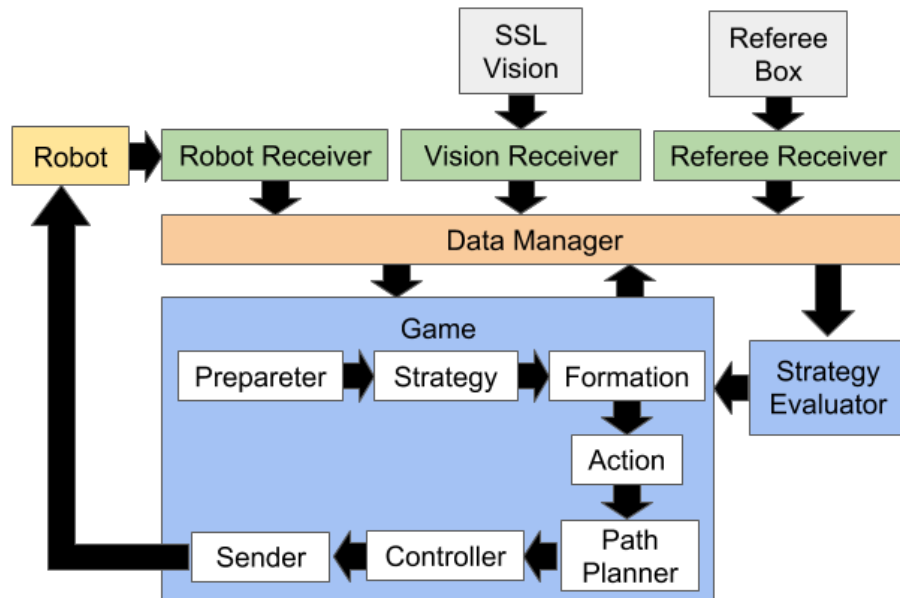 SSL
Vision
Referee
Box
Robot
Robot Receiver
Vision Receiver
Referee Receiver
Data Manager
Game
Prepareter
Strategy
Formation
Strategy
Evaluator
Action
Sender
Controller
Path
Planner